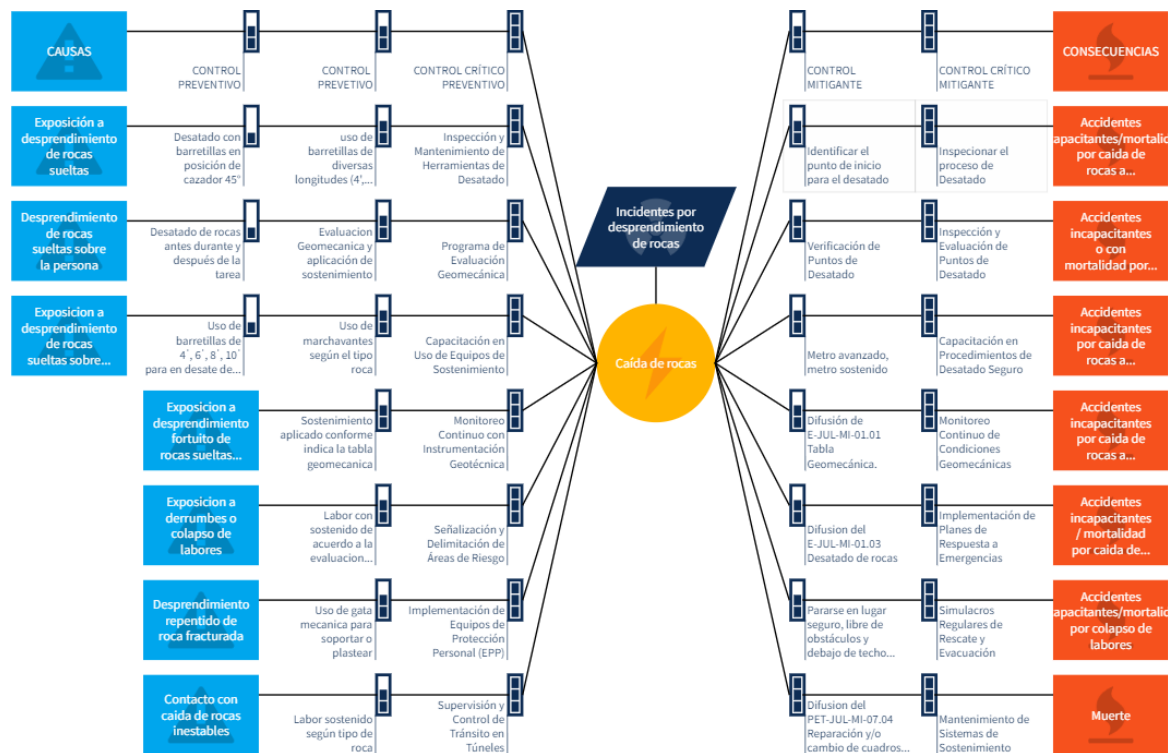 CAUSAS
CONTROL
PREVENTIVO
CONTROL
PREVETIVO
CONTROL CRÍTICO
PREVENTIVO
CONTROL
MITIGANTE
CONTROL CRÍTICO
MITIGANTE
CONSECUENCIAS
Exposición a
desprendimiento
de rocas
sueltas
Desatado con
barretillas en
posición de
cazador 45°
uso de
barretillas de
diversas
longitudes (4',...
Inspección y
Mantenimiento de
Herramientas de
Desatado
Identificar el
punto de inicio
para el desatado
Inspecionar el
proceso de
Desatado
Accidentes
capacitantes/mortalid
por caida de
rocas a...
Incidentes por
desprendimiento
de rocas
Desprendimiento
de rocas
sueltas sobre
la persona
Desatado de rocas
antes durante y
después de la
tarea
Evaluacion
Geomecanica y
aplicación de
sostenimiento
Programa de
Evaluación
Geomecánica
Verificación de
Puntos de
Desatado
Inspección y
Evaluación de
Puntos de
Desatado
Accidentes
incapacitantes
o con
mortalidad por...
Exposicion a
desprendimiento
de rocas
sueltas sobre...
Uso de
barretillas de
4´, 6´, 8´, 10´
para en desate de...
Uso de
marchavantes
según el tipo
roca
Capacitación en
Uso de Equipos de
Sostenimiento
Caída de rocas
Metro avanzado,
metro sostenido
Capacitación en
Procedimientos de
Desatado Seguro
Accidentes
incapacitantes
por caida de
rocas a...
Exposicion a
desprendimiento
fortuito de
rocas sueltas...
Sostenimiento
aplicado conforme
indica la tabla
geomecanica
Monitoreo
Continuo con
Instrumentación
Geotécnica
Difusión de
E-JUL-MI-01.01
Tabla
Geomecánica.
Monitoreo
Continuo de
Condiciones
Geomecánicas
Accidentes
incapacitantes
por caida de
rocas a...
Exposicion a
derrumbes o
colapso de
labores
Labor con
sostenido de
acuerdo a la
evaluacion...
Señalización y
Delimitación de
Áreas de Riesgo
Difusion del
E-JUL-MI-01.03
Desatado de rocas
Implementación de
Planes de
Respuesta a
Emergencias
Accidentes
incapacitantes
/ mortalidad
por caida de...
Desprendimiento
repentido de
roca fracturada
Uso de gata
mecanica para
soportar o
plastear
Implementación de
Equipos de
Protección
Personal (EPP)
Pararse en lugar
seguro, libre de
obstáculos y
debajo de techo...
Simulacros
Regulares de
Rescate y
Evacuación
Accidentes
capacitantes/mortalid
por colapso de
labores
Contacto con
caida de rocas
inestables
Labor sostenido
según tipo de
roca
Supervisión y
Control de
Tránsito en
Túneles
Difusion del
PET-JUL-MI-07.04
Reparación y/o
cambio de cuadros...
Mantenimiento de
Sistemas de
Sostenimiento
Muerte